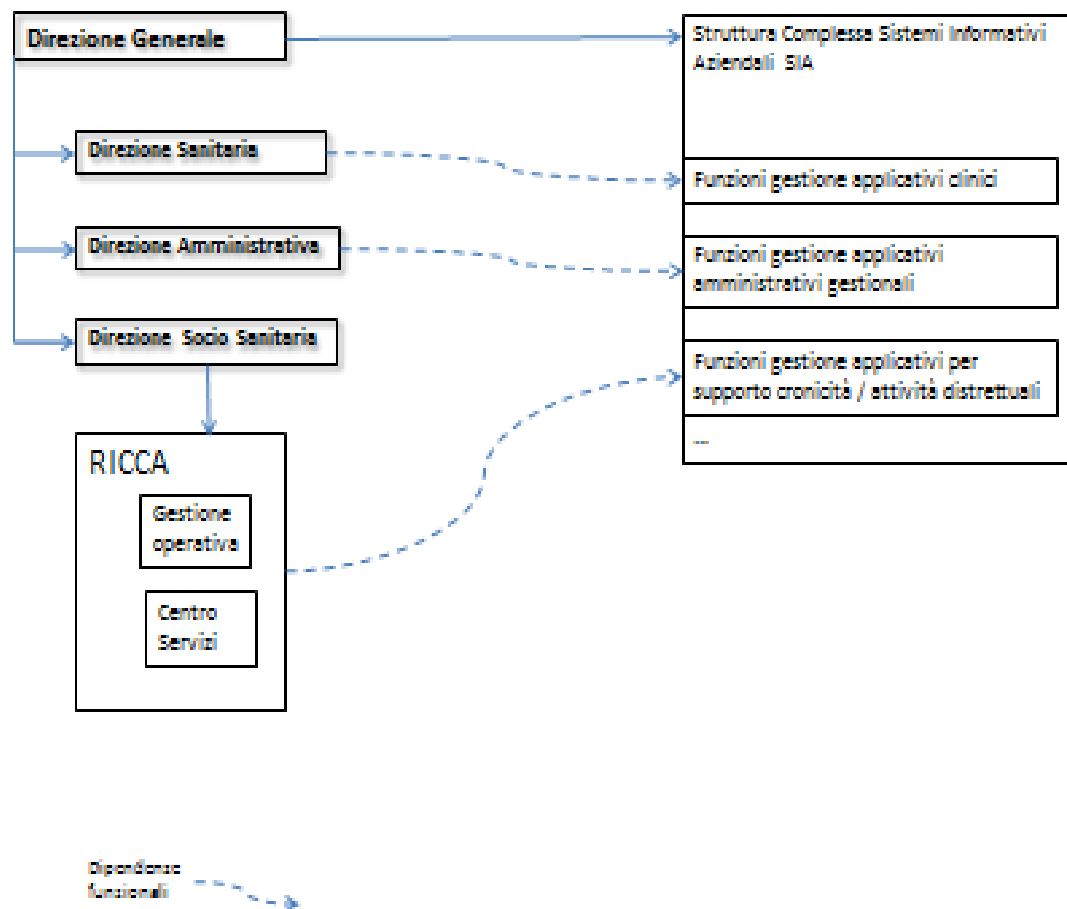 Direzione Generale
Struttura Complessa Sistemi Informativi
Aziendali SIA
Direzione Sanitaria
Funzioni gestione applicativi clinici
Direzione Amministrativa
Funzioni gestione applicativi
amministrativi gestionali
Direzione Socio Sanitaria
Funzioni gestione applicativi per
supporto cronicità / attività distrettuali
...
RICCA
Gestione
operativa
Centro
Servizi
Dipendenze
funzionali